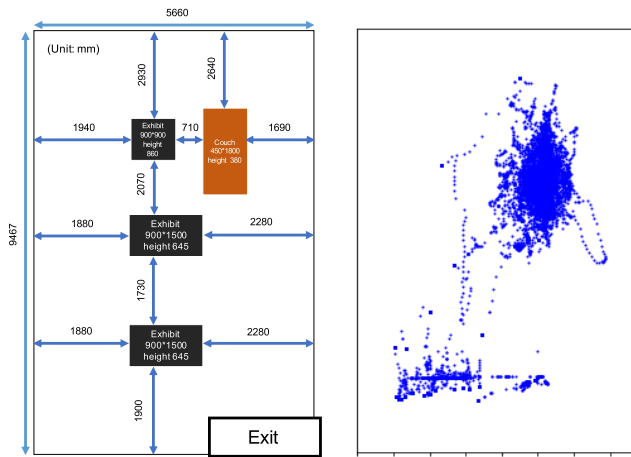 5660
(Unit: mm)
2930
2640
Exhibit
900*900
height
860
1940
710
Couch
450*1800
height 380
1690
2070
9467
1880
Exhibit
900*1500
height 645
2280
1730
1880
Exhibit
900*1500
height 645
2280
1900
Exit